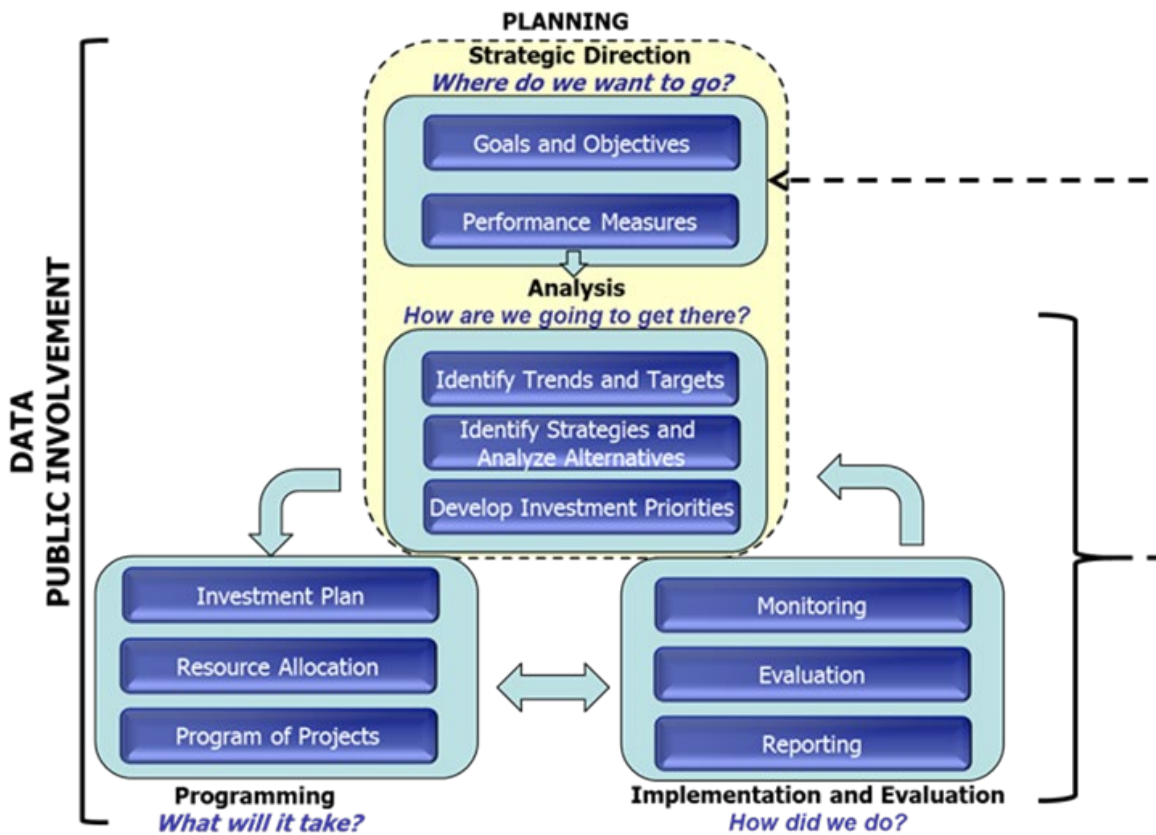 PLANNING
Strategic Direction
Where do we want to go?
Goals and Objectives
Performance Measures
Analysis
How are we going to get there?
Identify Trends and Targets
Identify Strategies and
Analyze Alternatives
Develop Investment Priorities
DATA
PUBLIC INVOLVEMENT
Investment Plan
Resource Allocation
Program of Projects
Programming
What will it take?
Monitoring
Evaluation
Reporting
Implementation and Evaluation
How did we do?